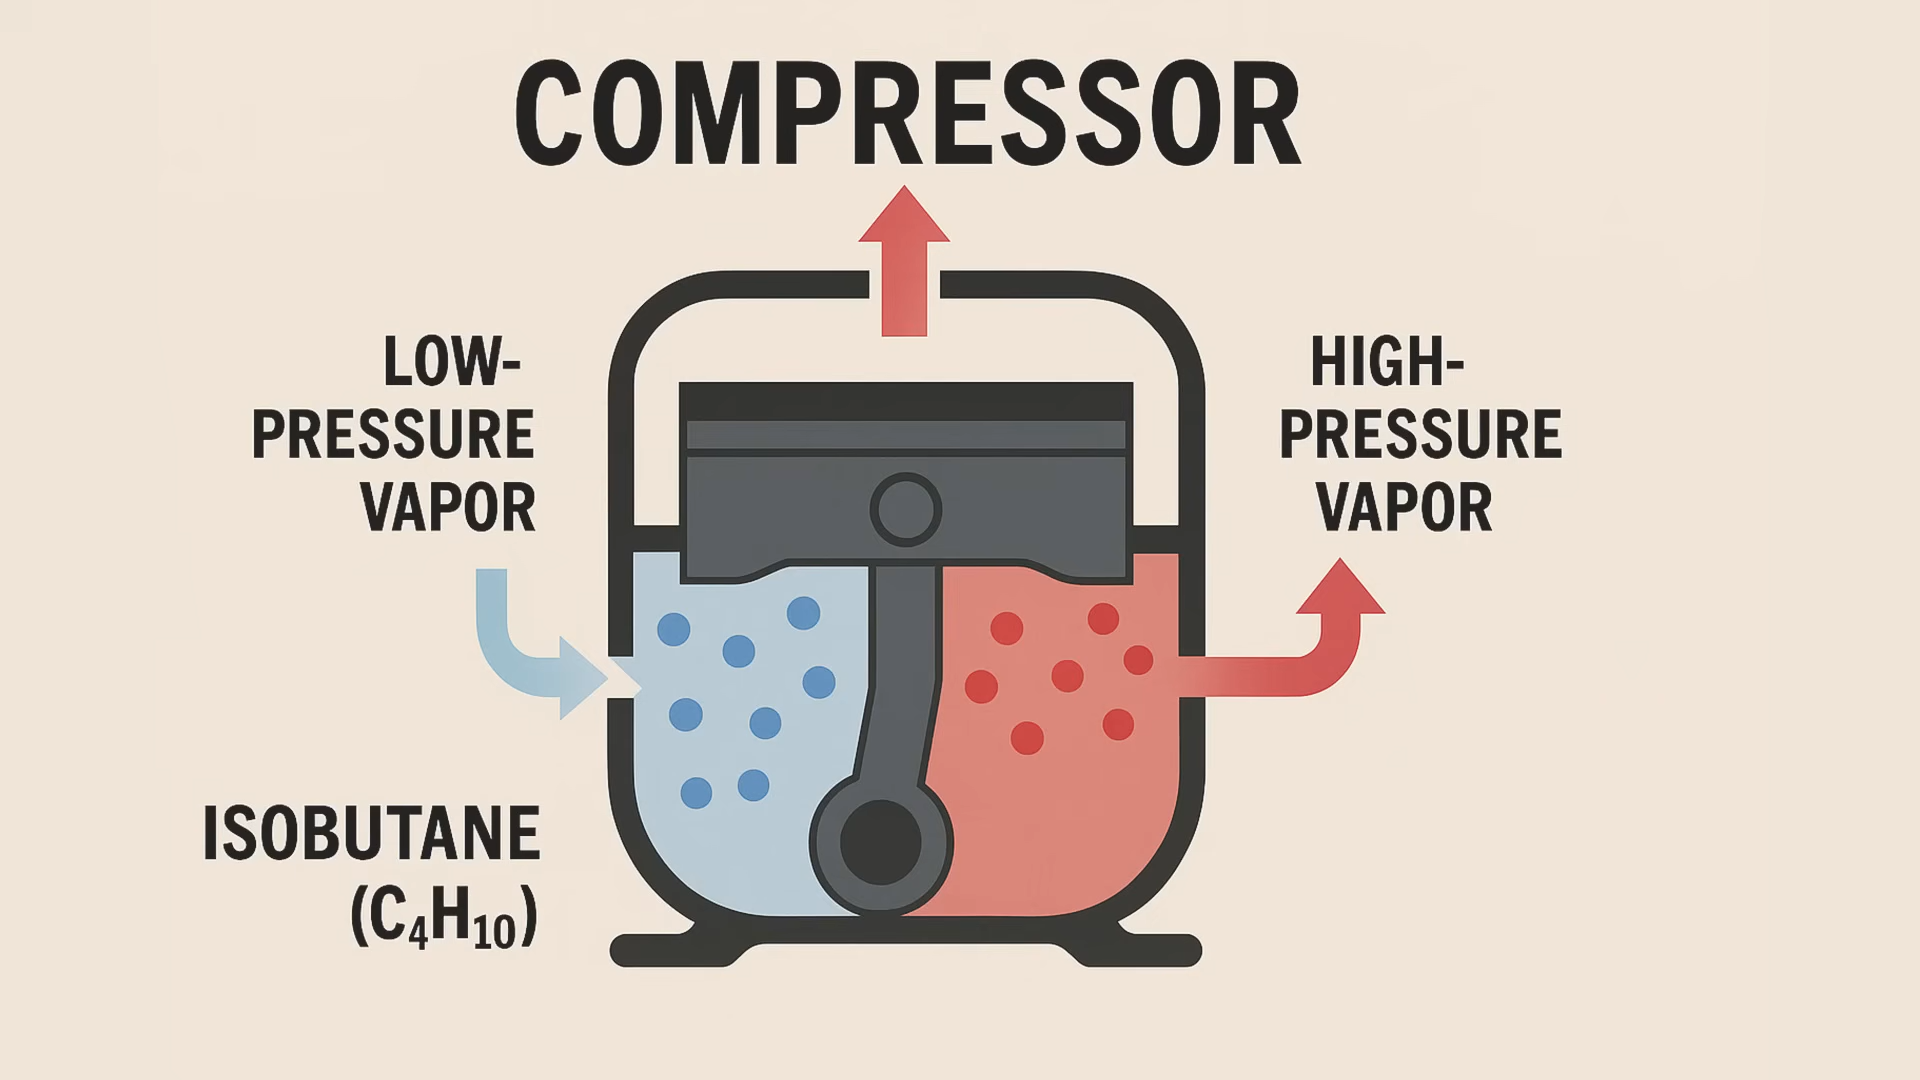 COMPRESSOR
LOW-
PRESSURE
VAPOR
HIGH-
PRESSURE
VAPOR
ISOBUTANE
(C₄H₁₀)